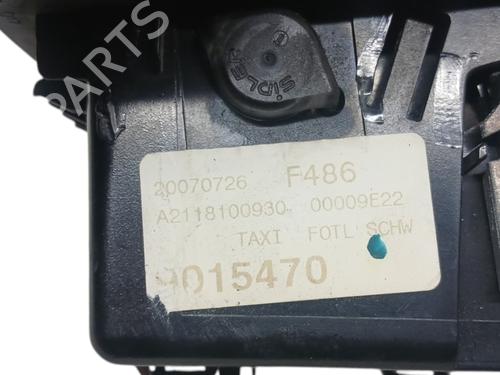 PARTS
SIDLER
20070726 F486
A2118100930 00009E22
TAXI FOTL SCHW
9015470